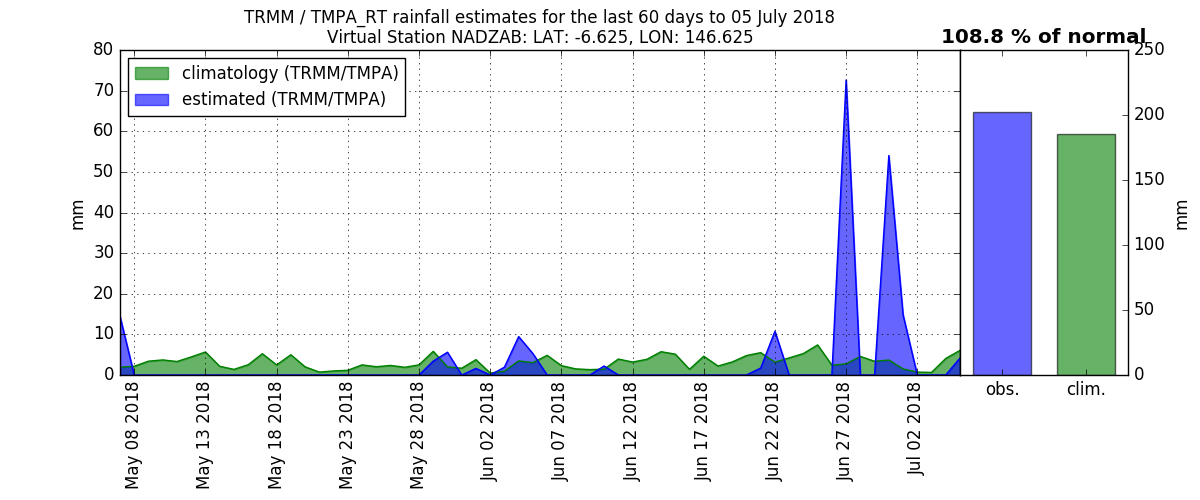 TRMM / TMPA_RT rainfall estimates for the last 60 days to 05 July 2018
Virtual Station NADZAB: LAT: -6.625, LON: 146.625
108.8 % of normal
climatology (TRMM/TMPA)
estimated (TRMM/TMPA)
80
70
60
50
40
30
20
10
0
mm
May 08 2018
May 13 2018
May 18 2018
May 23 2018
May 28 2018
Jun 02 2018
Jun 07 2018
Jun 12 2018
Jun 17 2018
Jun 22 2018
Jun 27 2018
Jul 02 2018
obs.
clim.
250
200
150
100
50
0
mm